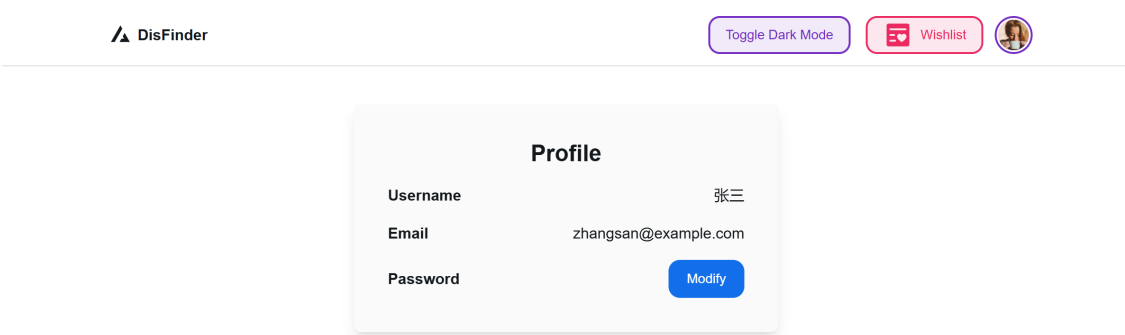 DisFinder Toggle Dark Mode Wishlist
Profile
Username 张三
Email zhangsan@example.com
Password Modify